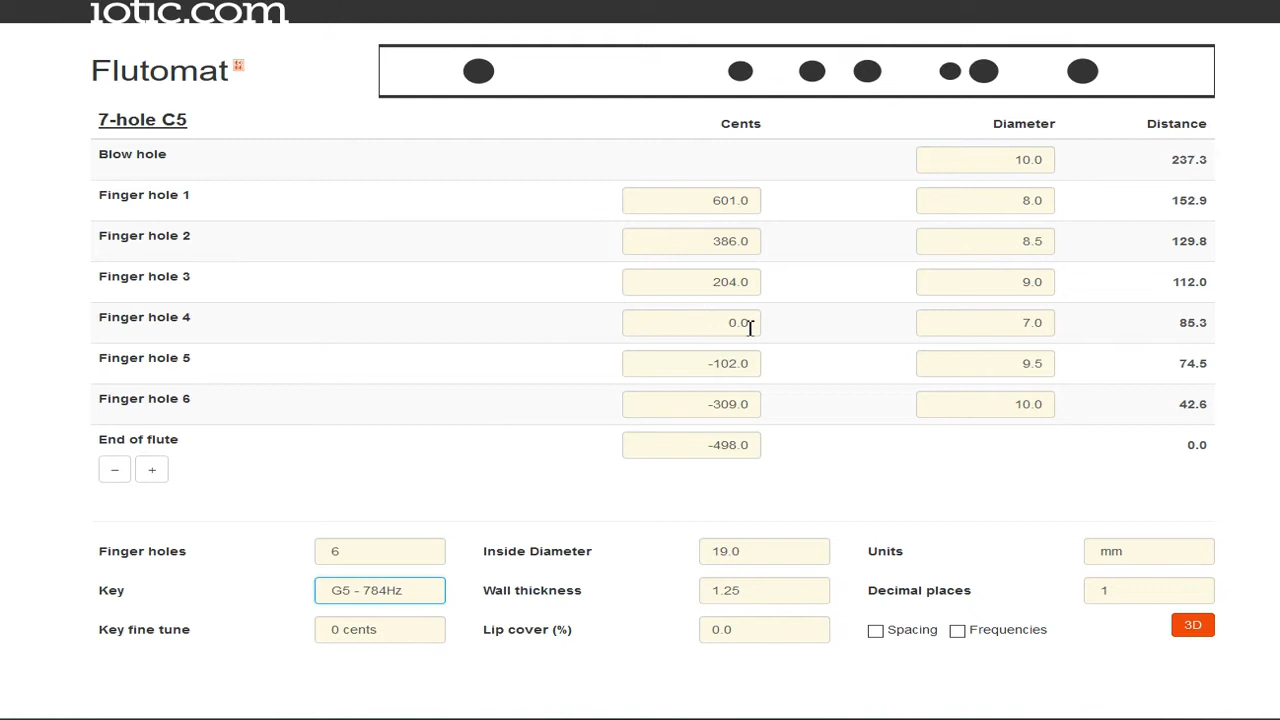 iotic.com
Flutomat
7-hole C5 Cents Diameter Distance
Blow hole 10.0 237.3
Finger hole 1 601.0 8.0 152.9
Finger hole 2 386.0 8.5 129.8
Finger hole 3 204.0 9.0 112.0
Finger hole 4 0.0 7.0 85.3
Finger hole 5 -102.0 9.5 74.5
Finger hole 6 -309.0 10.0 42.6
End of flute -498.0 0.0
− +
Finger holes 6 Inside Diameter 19.0 Units mm
Key G5 - 784Hz Wall thickness 1.25 Decimal places 1
Key fine tune 0 cents Lip cover (%) 0.0 Spacing Frequencies 3D